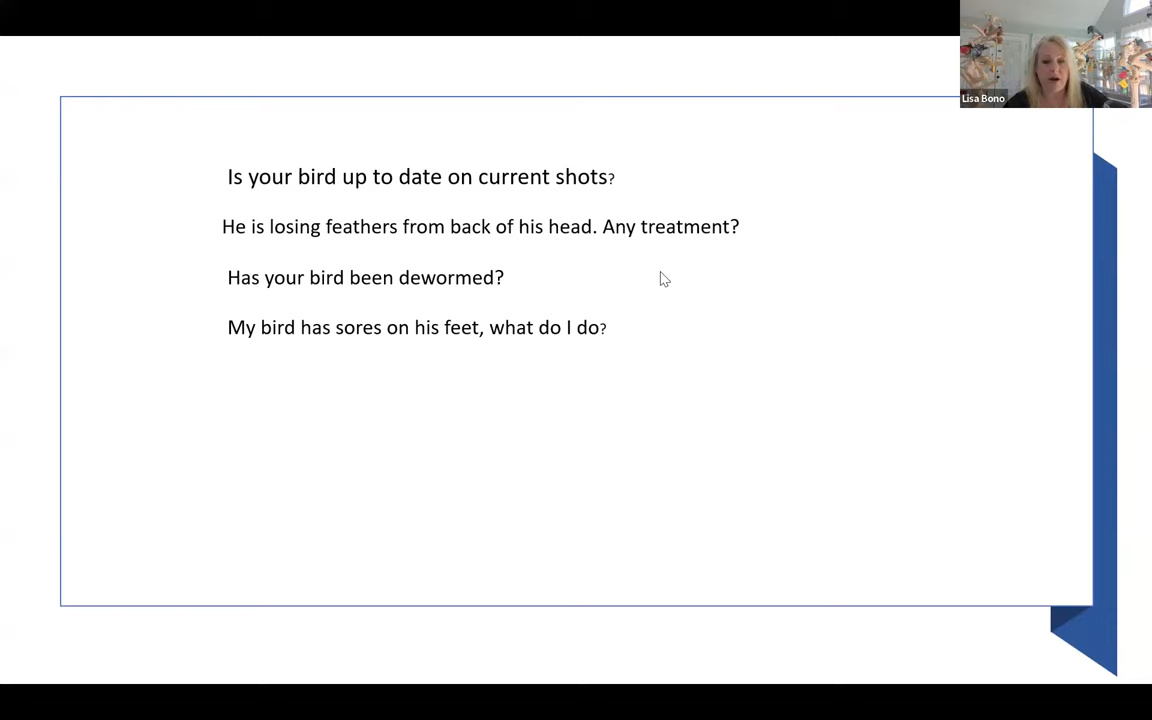 Lisa Bono
Is your bird up to date on current shots?
He is losing feathers from back of his head. Any treatment?
Has your bird been dewormed?
My bird has sores on his feet, what do I do?